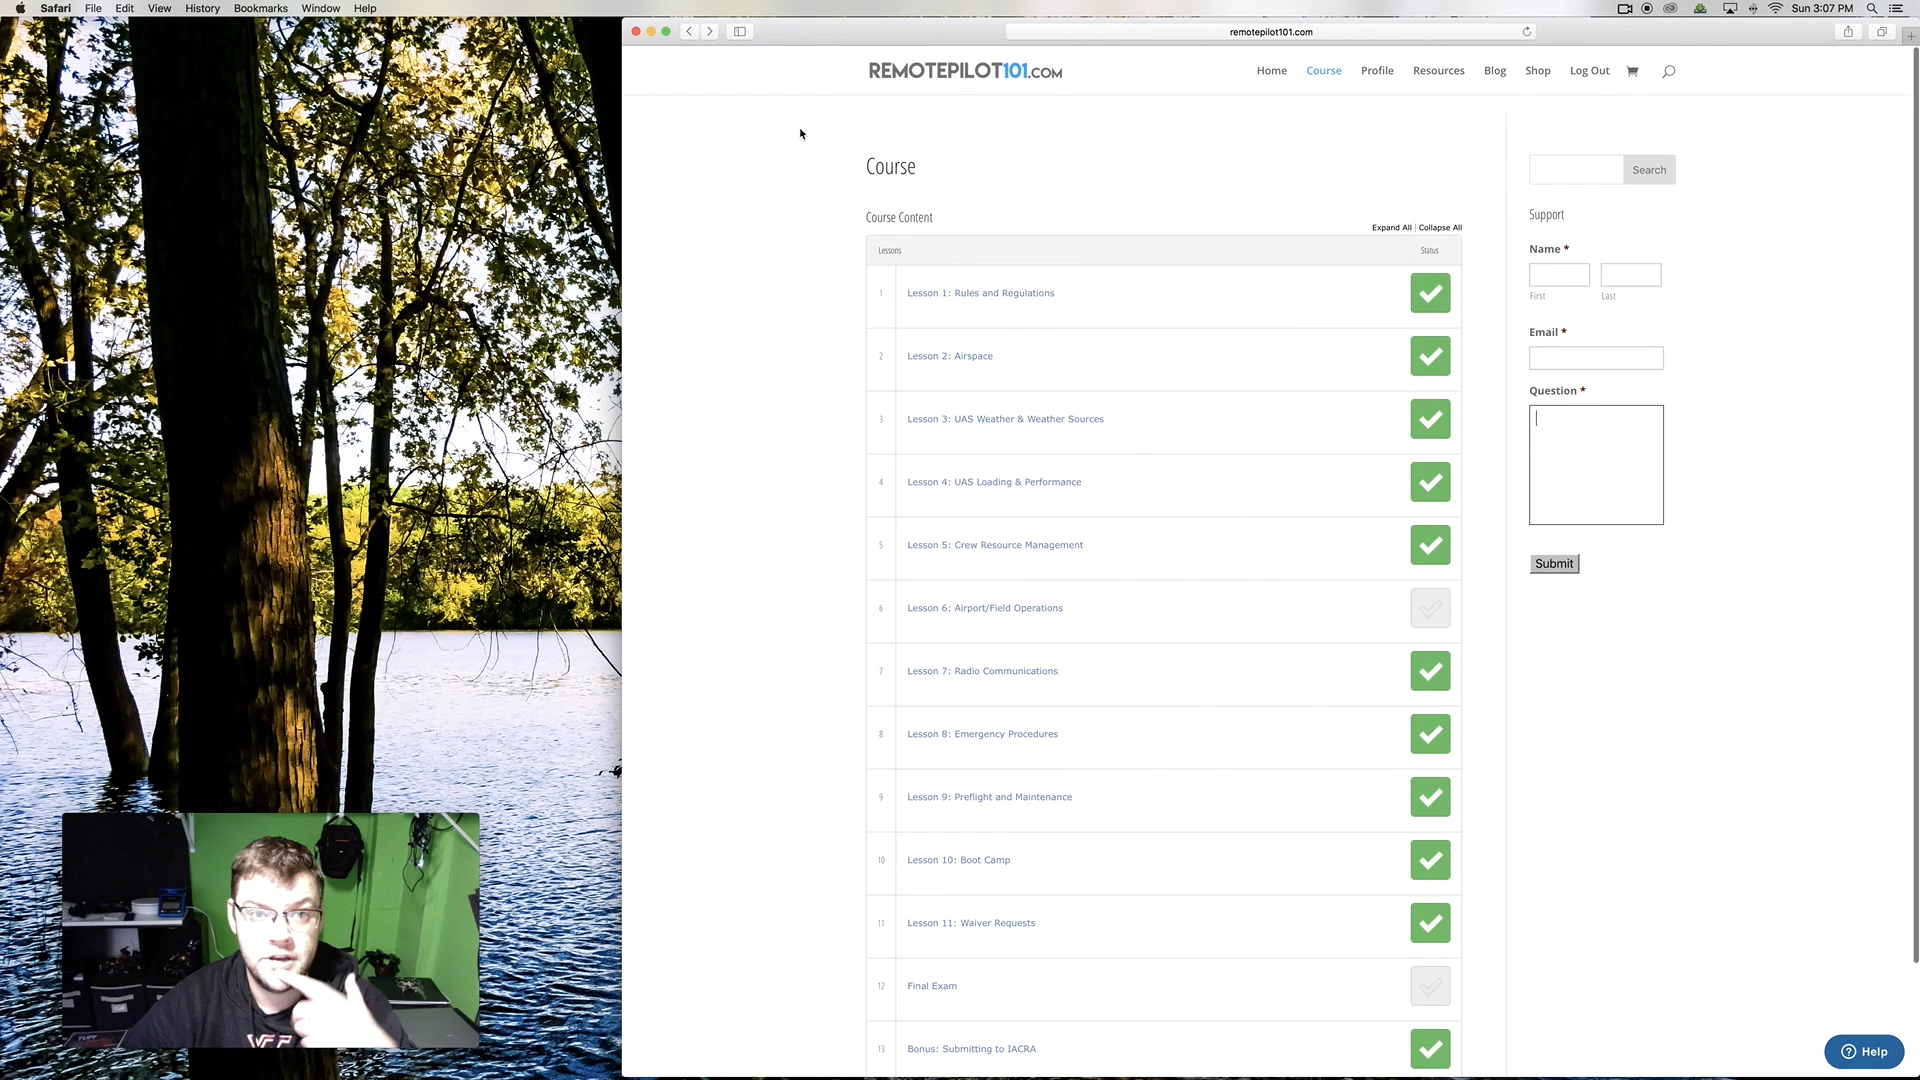 Safari File Edit View History Bookmarks Window Help
Sun 3:07 PM
remotepilot101.com
REMOTEPILOT101.COM
Home Course Profile Resources Blog Shop Log Out
Course
Course Content
Expand All | Collapse All
Lessons Status
1 Lesson 1: Rules and Regulations
2 Lesson 2: Airspace
3 Lesson 3: UAS Weather & Weather Sources
4 Lesson 4: UAS Loading & Performance
5 Lesson 5: Crew Resource Management
6 Lesson 6: Airport/Field Operations
7 Lesson 7: Radio Communications
8 Lesson 8: Emergency Procedures
9 Lesson 9: Preflight and Maintenance
10 Lesson 10: Boot Camp
11 Lesson 11: Waiver Requests
12 Final Exam
13 Bonus: Submitting to IACRA
Search
Support
Name *
First Last
Email *
Question *
Submit
Help